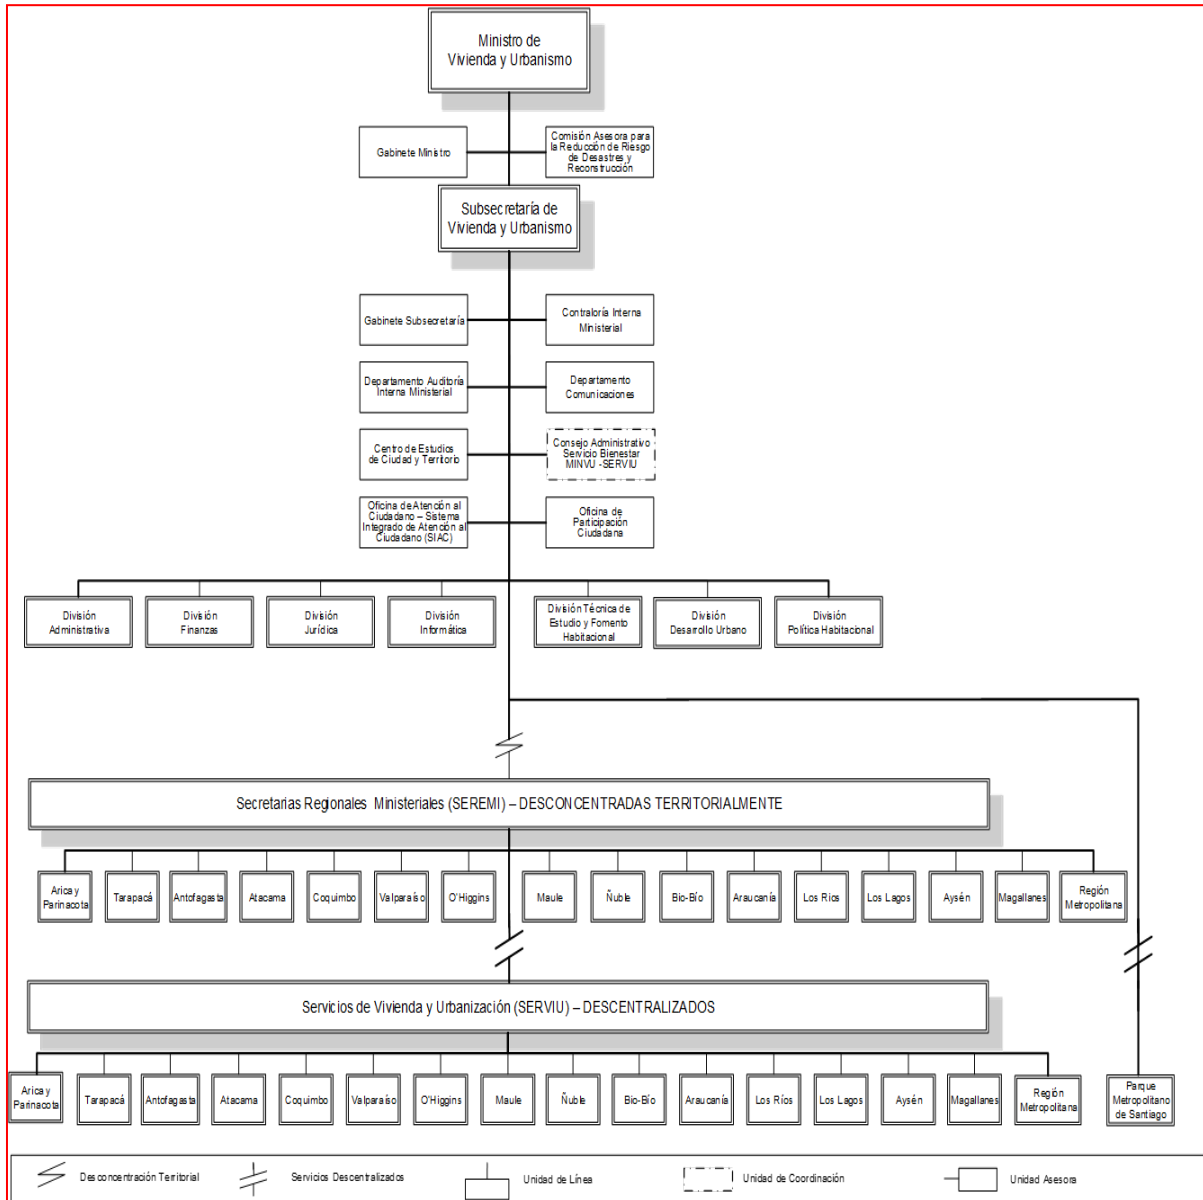 Ministro de
Vivienda y Urbanismo
Gabinete Ministro
Comisión Asesora para
la Reducción de Riesgo
de Desastres y
Reconstrucción
Subsecretaría de
Vivienda y Urbanismo
Gabinete Subsecretaría
Contraloría Interna
Ministerial
Departamento Auditoría
Interna Ministerial
Departamento
Comunicaciones
Centro de Estudios
de Ciudad y Territorio
Consejo Administrativo
Servicio Bienestar
MINVU -SERVIU
Oficina de Atención al
Ciudadano – Sistema
Integrado de Atención al
Ciudadano (SIAC)
Oficina de
Participación
Ciudadana
División
Administrativa
División
Finanzas
División
Jurídica
División
Informática
División Técnica de
Estudio y Fomento
Habitacional
División
Desarrollo Urbano
División
Política Habitacional
Secretarias Regionales Ministeriales (SEREMI) – DESCONCENTRADAS TERRITORIALMENTE
Arica y
Parinacota
Tarapacá
Antofagasta
Atacama
Coquimbo
Valparaíso
O'Higgins
Maule
Ñuble
Bio-Bío
Araucanía
Los Rios
Los Lagos
Aysén
Magallanes
Región
Metropolitana
Servicios de Vivienda y Urbanización (SERVIU) – DESCENTRALIZADOS
Arica y
Parinacota
Tarapacá
Antofagasta
Atacama
Coquimbo
Valparaíso
O'Higgins
Maule
Ñuble
Bio-Bío
Araucanía
Los Ríos
Los Lagos
Aysén
Magallanes
Región
Metropolitana
Parque
Metropolitano
de Santiago
Desconcentración Territorial
Servicios Descentralizados
Unidad de Línea
Unidad de Coordinación
Unidad Asesora